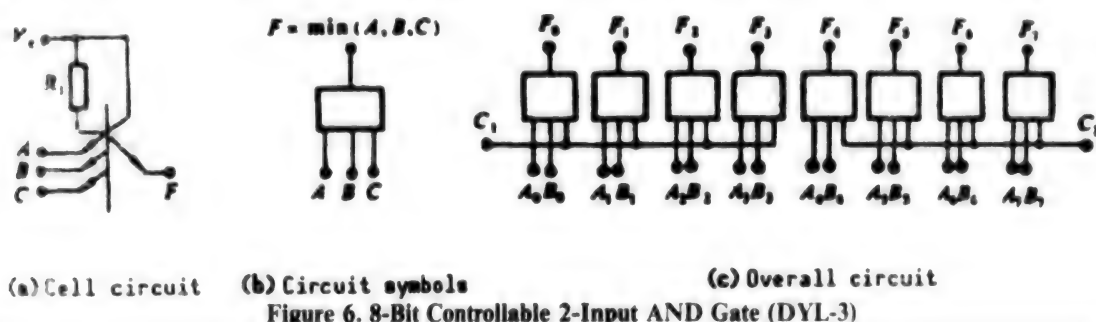 F = min(A, B, C)
F₀ F₁ F₂ F₃ F₄ F₅ F₆ F₇
R₁
C₁ C₂
A
B
C
F
A B C
A₀B₀ A₁B₁ A₂B₂ A₃B₃ A₄B₄ A₅B₅ A₆B₆ A₇B₇
(a)Cell circuit (b) Circuit symbols (c) Overall circuit
Figure 6. 8-Bit Controllable 2-Input AND Gate (DYL-3)